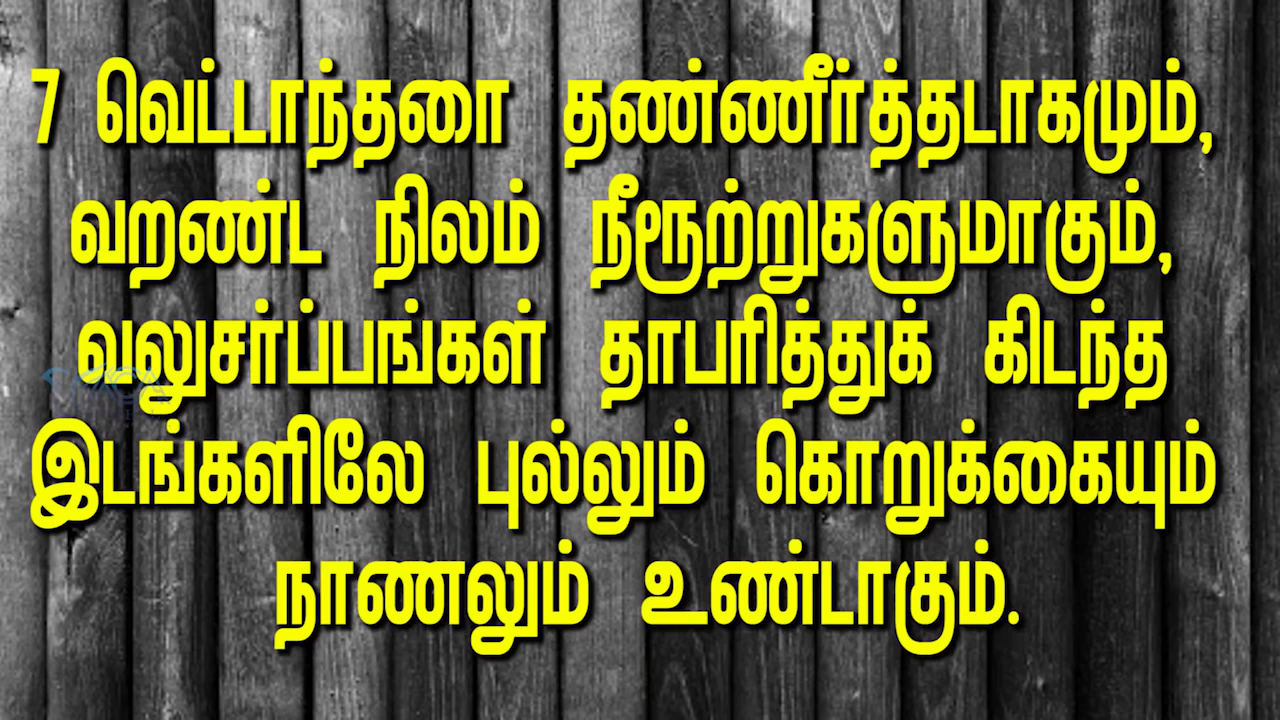 7 வெட்டாந்தரை தண்ணீர்த்தடாகமும்,
வறண்ட நிலம் நீரூற்றுகளுமாகும்,
வலுசர்ப்பங்கள் தாபரித்துக் கிடந்த
இடங்களிலே புல்லும் கொறுக்கையும்
நாணலும் உண்டாகும்.